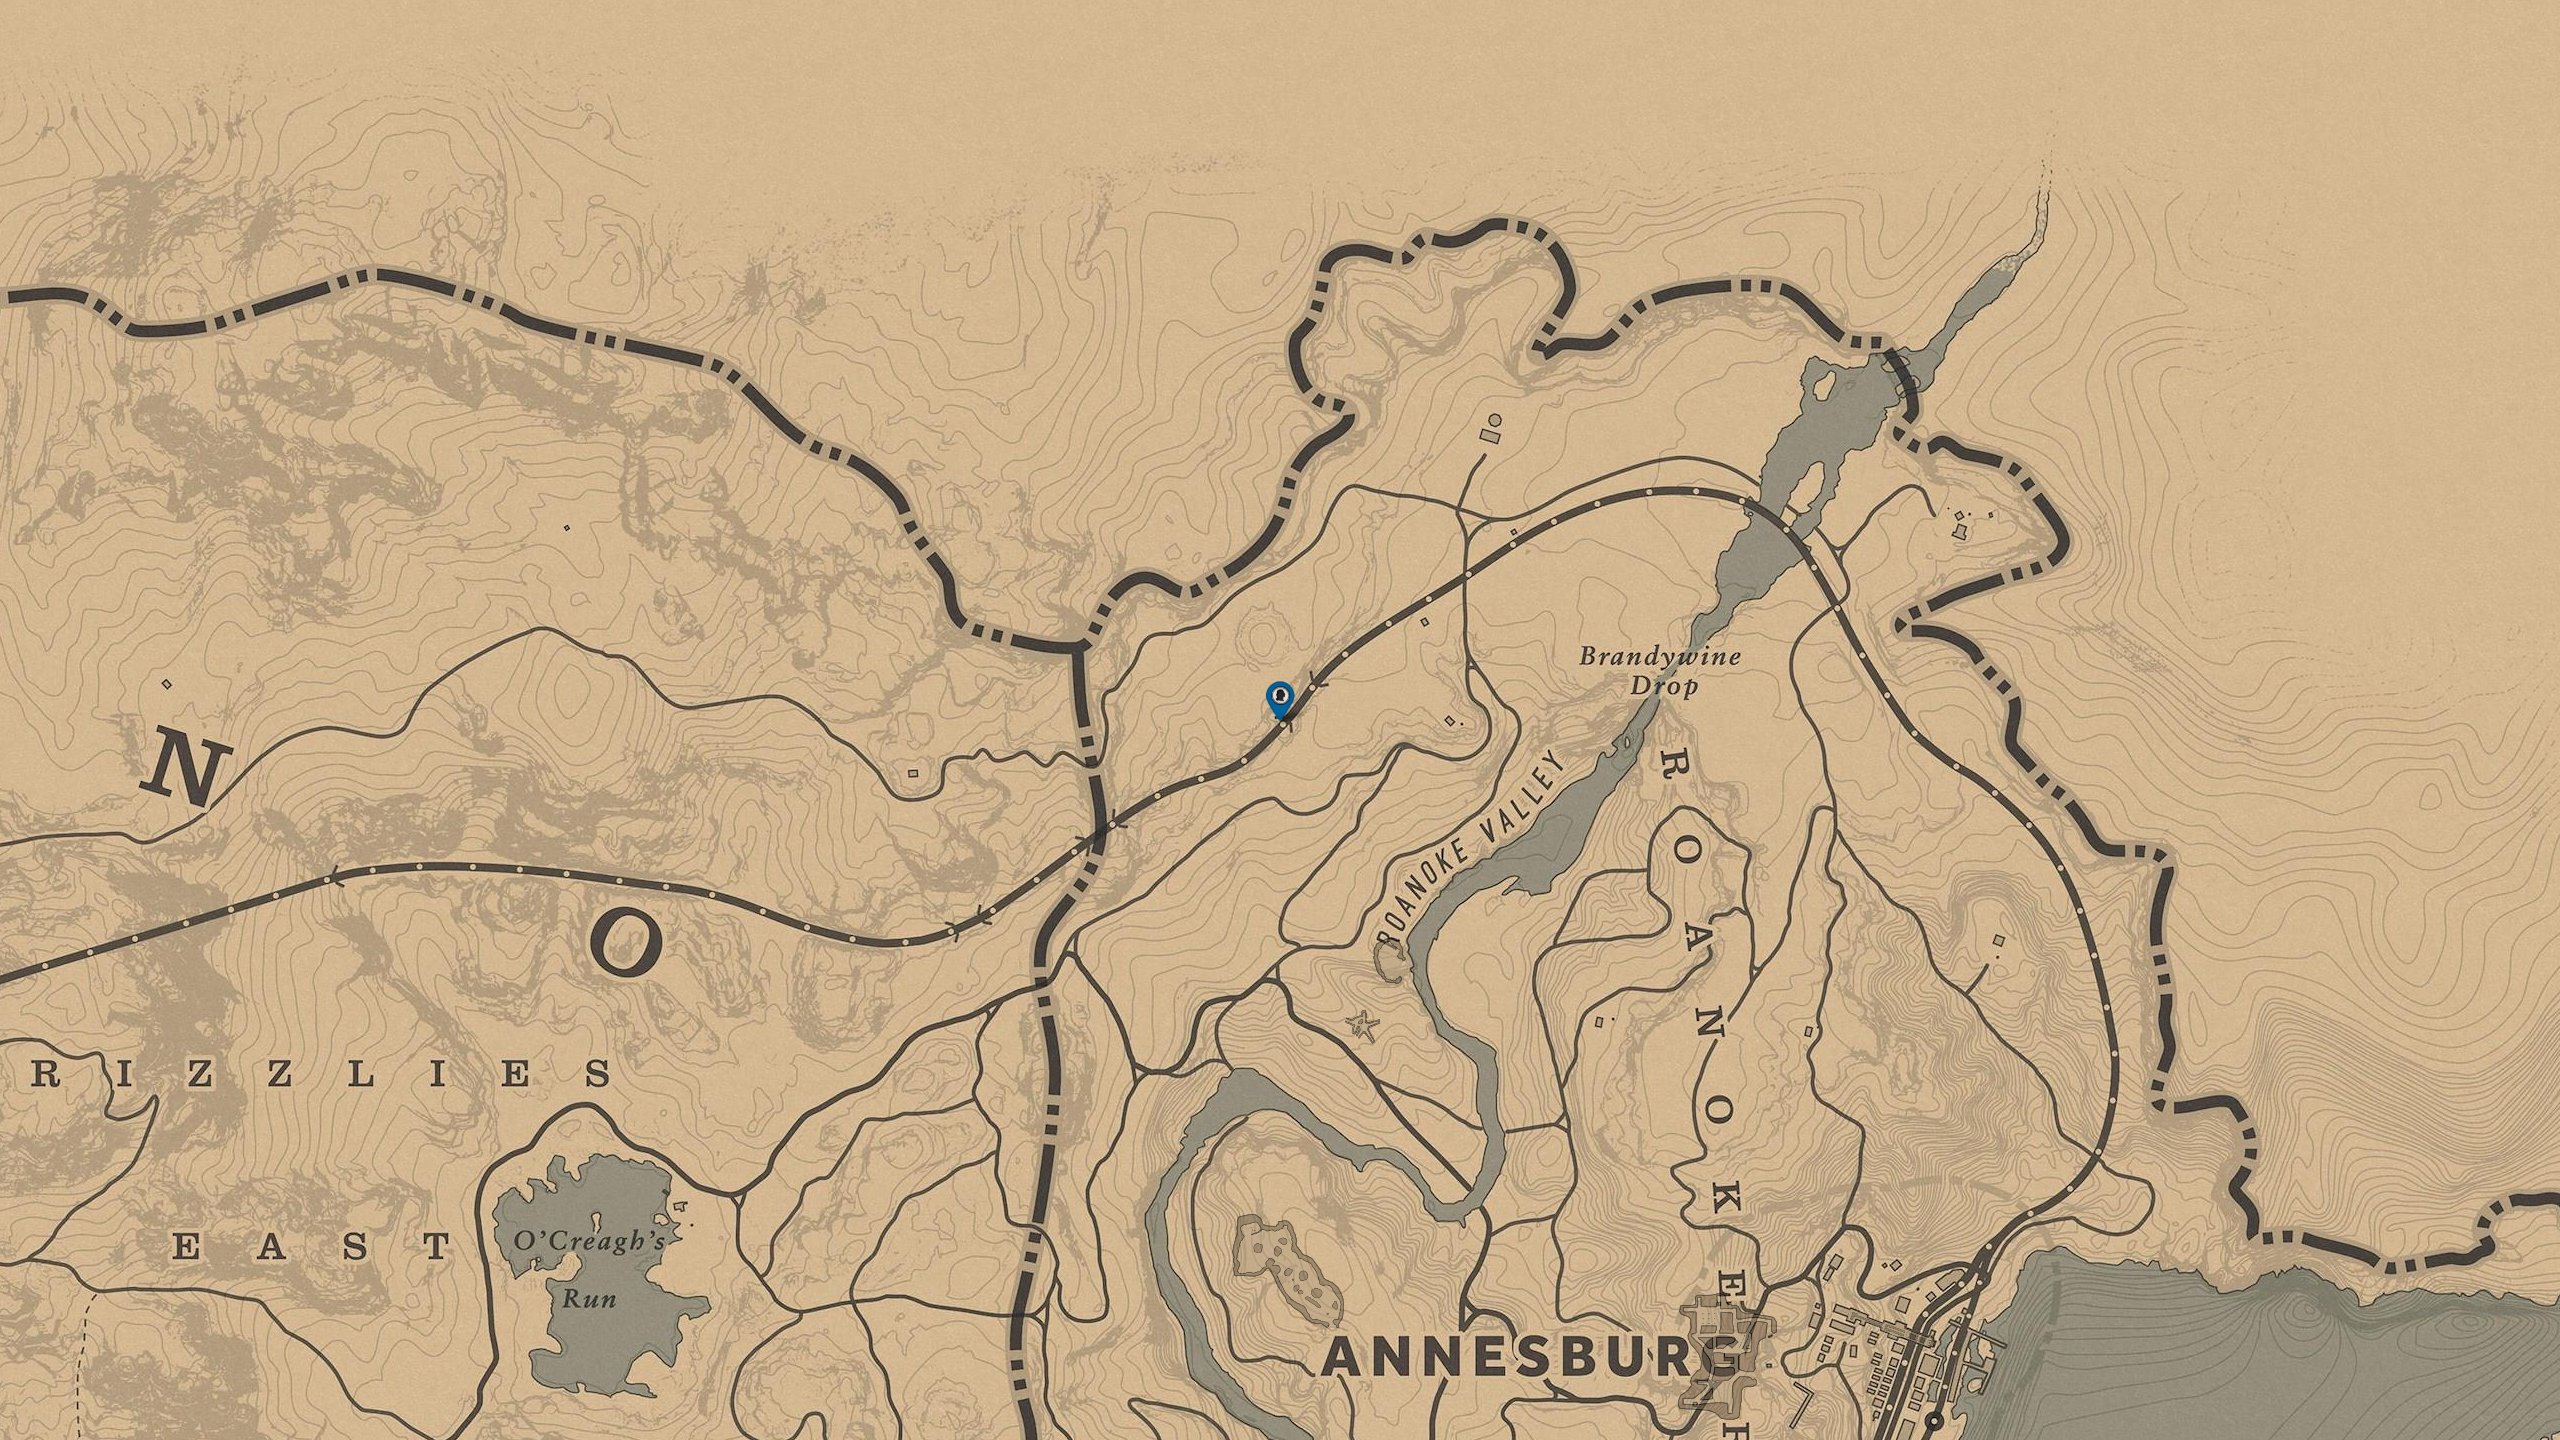 Brandywine
Drop
N
ROANOKE VALLEY
O
RIZZLIES
EAST
O'Creagh's
Run
ROANOKE R
ANNESBURG